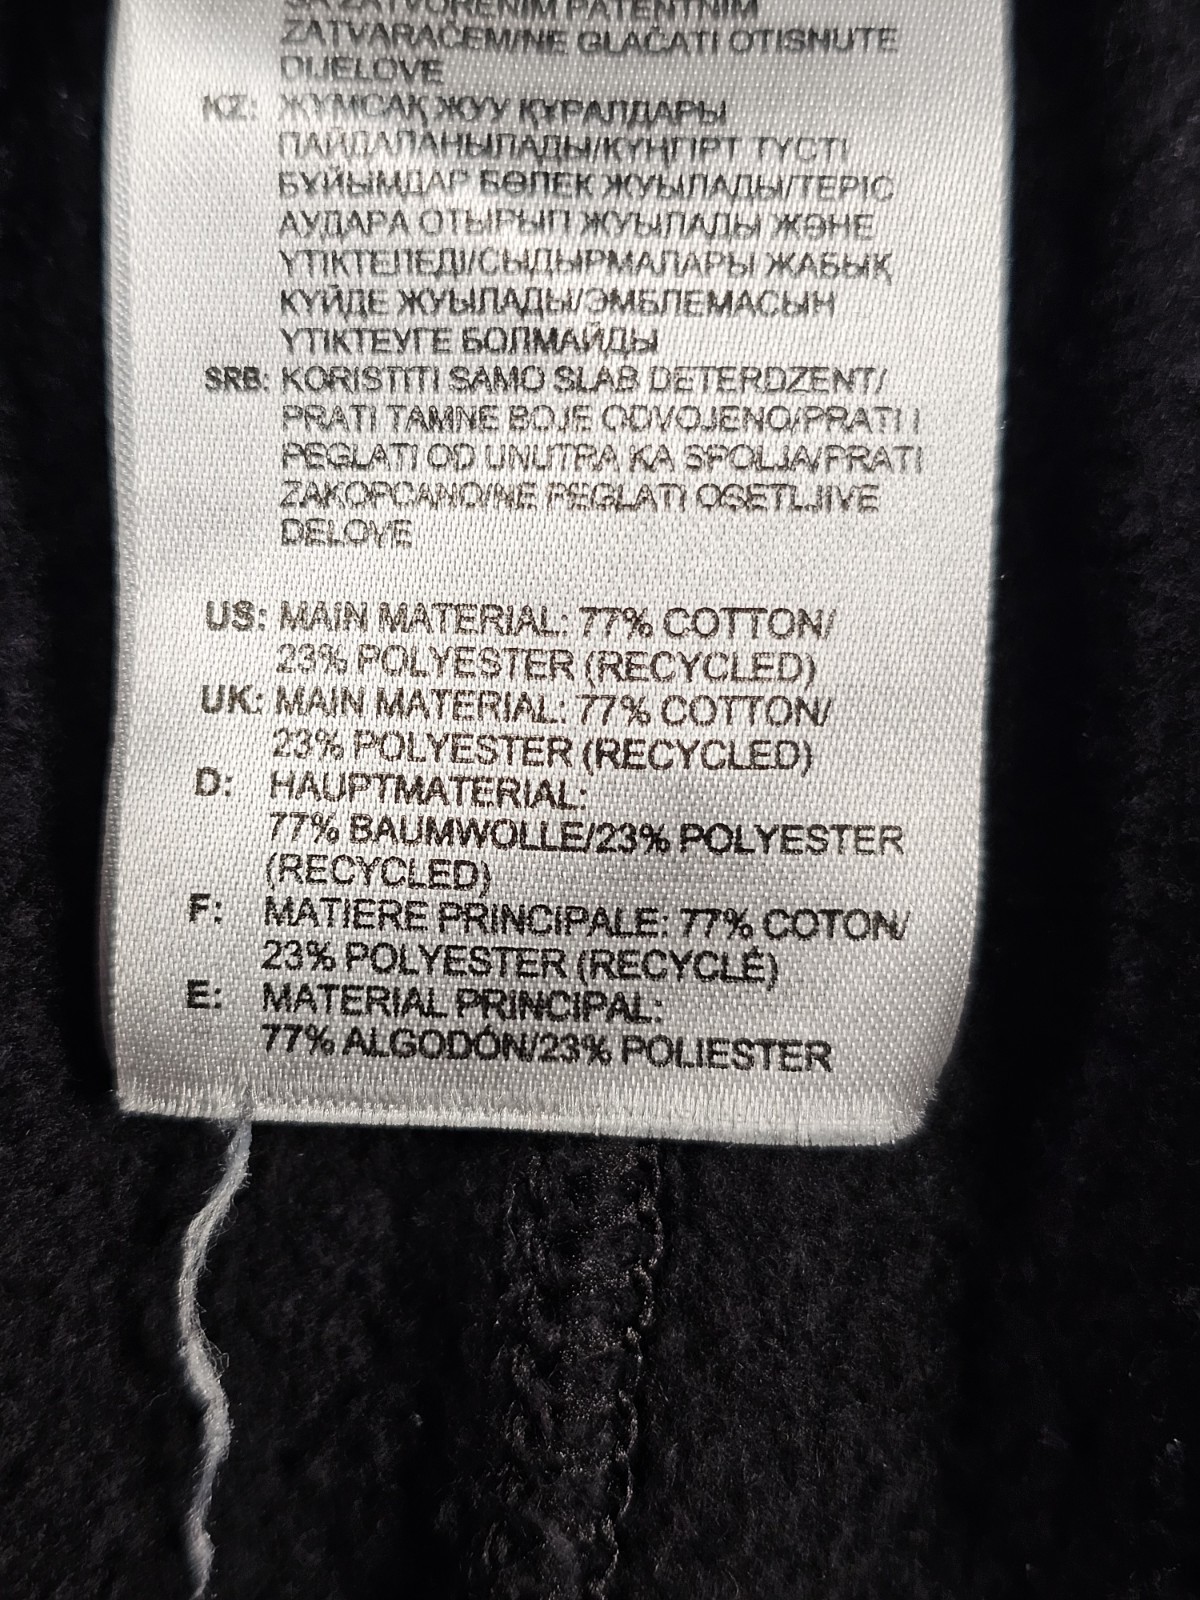 SA ZATVORENIM PATENTNIM
ZATVARAČEM/NE GLAČATI OTISNUTE
DIJELOVE
KZ: ЖҰМСАҚ ЖУУ ҚҰРАЛДАРЫ
ПАЙДАЛАНЫЛАДЫ/КҮҢГІРТ ТҮСТІ
БҰЙЫМДАР БӨЛЕК ЖУЫЛАДЫ/ТЕРІС
АУДАРА ОТЫРЫП ЖУЫЛАДЫ ЖӘНЕ
ҮТІКТЕЛЕДІ/СЫДЫРМАЛАРЫ ЖАБЫҚ
КҮЙДЕ ЖУЫЛАДЫ/ЭМБЛЕМАСЫН
ҮТІКТЕУГЕ БОЛМАЙДЫ
SRB: KORISTITI SAMO SLAB DETERDZENT/
PRATI TAMNE BOJE ODVOJENO/PRATI I
PEGLATI OD UNUTRA KA SPOLJA/PRATI
ZAKOPCANO/NE PEGLATI OSETLJIVE
DELOVE
US: MAIN MATERIAL: 77% COTTON/
23% POLYESTER (RECYCLED)
UK: MAIN MATERIAL: 77% COTTON/
23% POLYESTER (RECYCLED)
D: HAUPTMATERIAL:
77% BAUMWOLLE/23% POLYESTER
(RECYCLED)
F: MATIERE PRINCIPALE: 77% COTON/
23% POLYESTER (RECYCLÉ)
E: MATERIAL PRINCIPAL:
77% ALGODÓN/23% POLIESTER